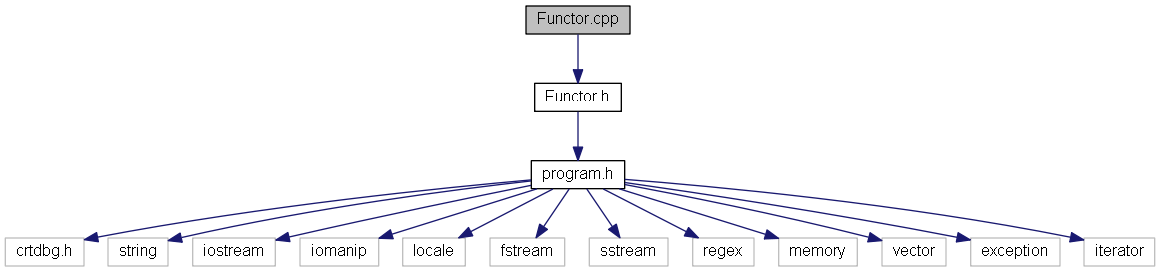 Functor.cpp
Functor.h
program.h
crtdbg.h string iostream iomanip locale fstream sstream regex memory vector exception iterator